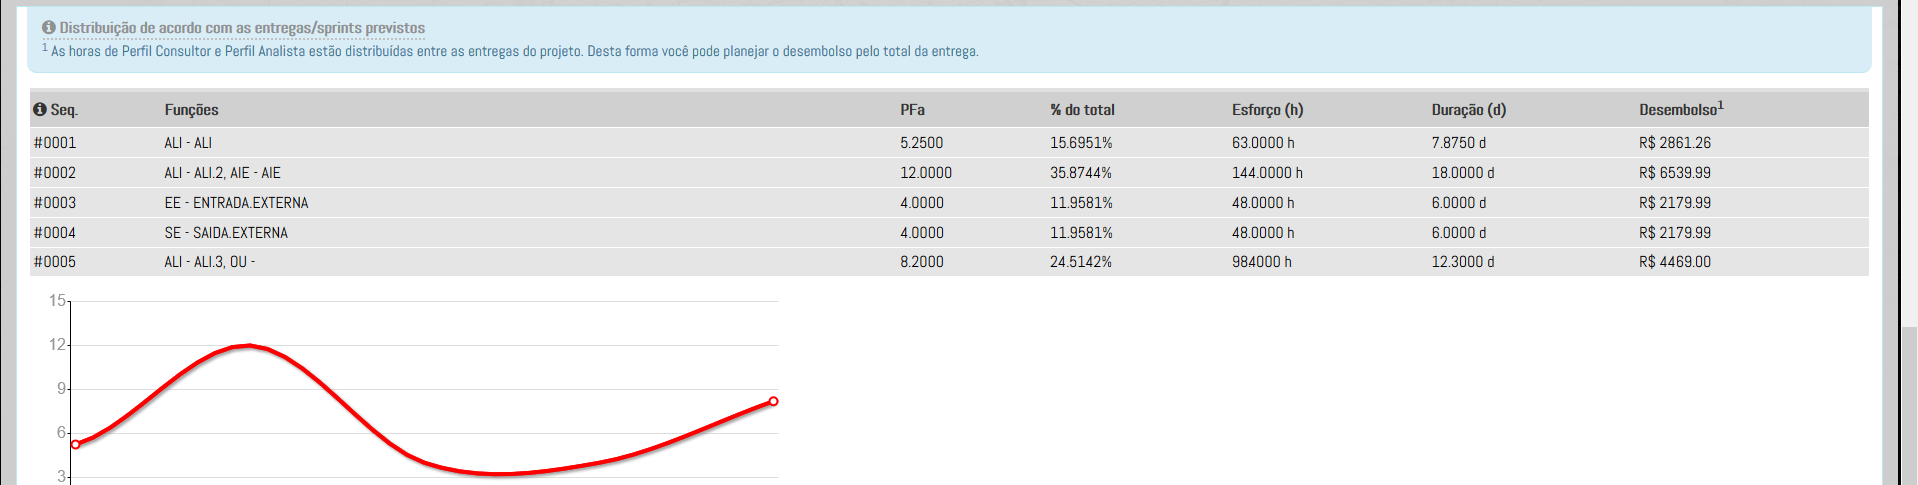 Distribuição de acordo com as entregas/sprints previstos
1 As horas de Perfil Consultor e Perfil Analista estão distribuídas entre as entregas do projeto. Desta forma você pode planejar o desembolso pelo total da entrega.
Seq. Funções PFa % do total Esforço (h) Duração (d) Desembolso1
#0001 ALI - ALI 5.2500 15.6951% 63.0000 h 7.8750 d R$ 2861.26
#0002 ALI - ALI.2, AIE - AIE 12.0000 35.8744% 144.0000 h 18.0000 d R$ 6539.99
#0003 EE - ENTRADA.EXTERNA 4.0000 11.9581% 48.0000 h 6.0000 d R$ 2179.99
#0004 SE - SAIDA.EXTERNA 4.0000 11.9581% 48.0000 h 6.0000 d R$ 2179.99
#0005 ALI - ALI.3, OU - 8.2000 24.5142% 984000 h 12.3000 d R$ 4469.00
15
12
9
6
3